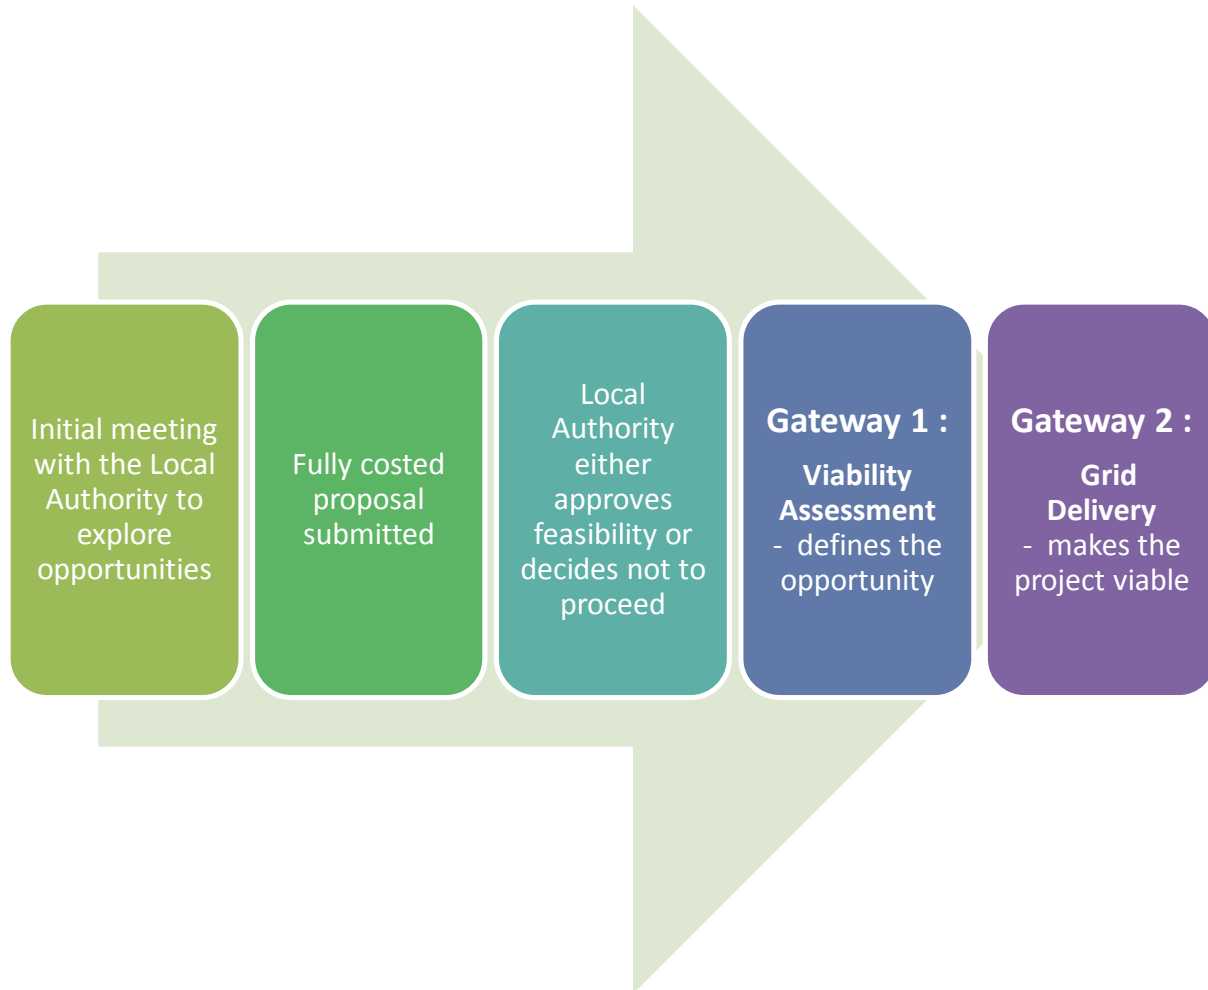 Initial meeting
with the Local
Authority to
explore
opportunities
Fully costed
proposal
submitted
Local
Authority
either
approves
feasibility or
decides not to
proceed
Gateway 1 :
Viability
Assessment
- defines the
opportunity
Gateway 2 :
Grid
Delivery
- makes the
project viable